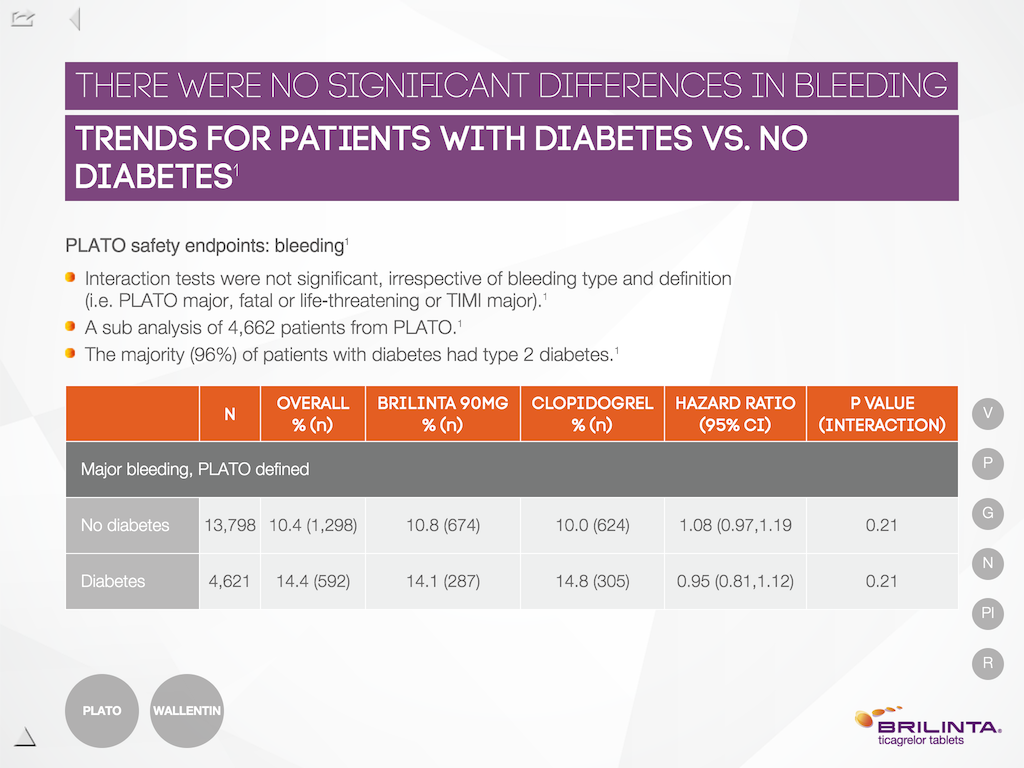 THERE WERE NO SIGNIFICANT DIFFERENCES IN BLEEDING
TRENDS FOR PATIENTS WITH DIABETES VS. NO
DIABETES¹
PLATO safety endpoints: bleeding¹
Interaction tests were not significant, irrespective of bleeding type and definition
(i.e. PLATO major, fatal or life-threatening or TIMI major).¹
A sub analysis of 4,662 patients from PLATO.¹
The majority (96%) of patients with diabetes had type 2 diabetes.¹
N
OVERALL
% (n)
BRILINTA 90MG
% (n)
CLOPIDOGREL
% (n)
HAZARD RATIO
(95% CI)
P VALUE
(INTERACTION)
Major bleeding, PLATO defined
No diabetes 13,798 10.4 (1,298) 10.8 (674) 10.0 (624) 1.08 (0.97,1.19 0.21
Diabetes 4,621 14.4 (592) 14.1 (287) 14.8 (305) 0.95 (0.81,1.12) 0.21
V
P
G
N
PI
R
PLATO
WALLENTIN
BRILINTA®
ticagrelor tablets